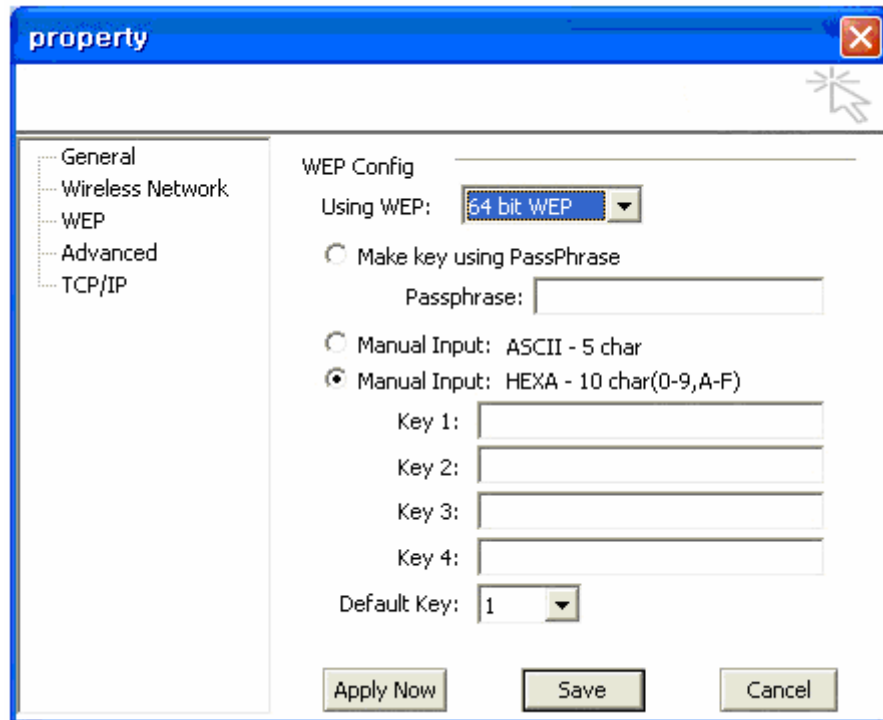 property
General
Wireless Network
WEP
Advanced
TCP/IP
WEP Config
Using WEP: 64 bit WEP
Make key using PassPhrase
Passphrase:
Manual Input: ASCII - 5 char
Manual Input: HEXA - 10 char(0-9,A-F)
Key 1:
Key 2:
Key 3:
Key 4:
Default Key: 1
Apply Now Save Cancel